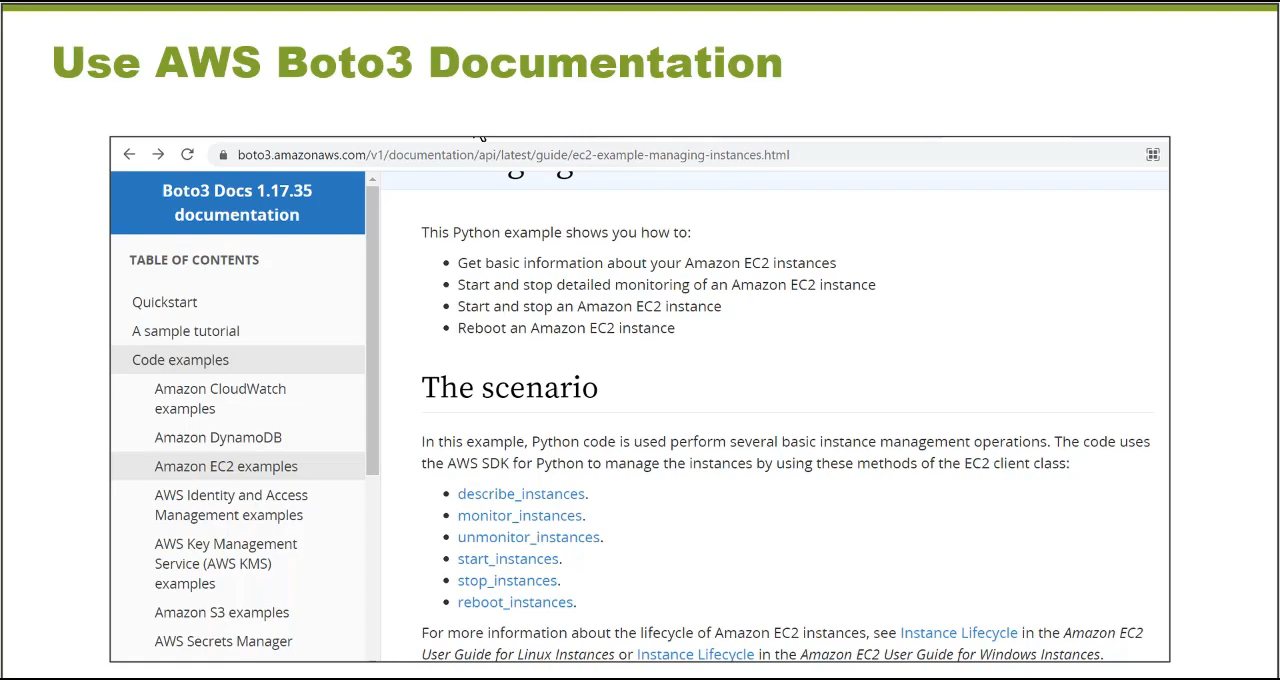 Use AWS Boto3 Documentation
boto3.amazonaws.com/v1/documentation/api/latest/guide/ec2-example-managing-instances.html
Boto3 Docs 1.17.35
documentation
TABLE OF CONTENTS
Quickstart
A sample tutorial
Code examples
Amazon CloudWatch
examples
Amazon DynamoDB
Amazon EC2 examples
AWS Identity and Access
Management examples
AWS Key Management
Service (AWS KMS)
examples
Amazon S3 examples
AWS Secrets Manager
This Python example shows you how to:
• Get basic information about your Amazon EC2 instances
• Start and stop detailed monitoring of an Amazon EC2 instance
• Start and stop an Amazon EC2 instance
• Reboot an Amazon EC2 instance
The scenario
In this example, Python code is used perform several basic instance management operations. The code uses
the AWS SDK for Python to manage the instances by using these methods of the EC2 client class:
• describe_instances.
• monitor_instances.
• unmonitor_instances.
• start_instances.
• stop_instances.
• reboot_instances.
For more information about the lifecycle of Amazon EC2 instances, see Instance Lifecycle in the Amazon EC2
User Guide for Linux Instances or Instance Lifecycle in the Amazon EC2 User Guide for Windows Instances.